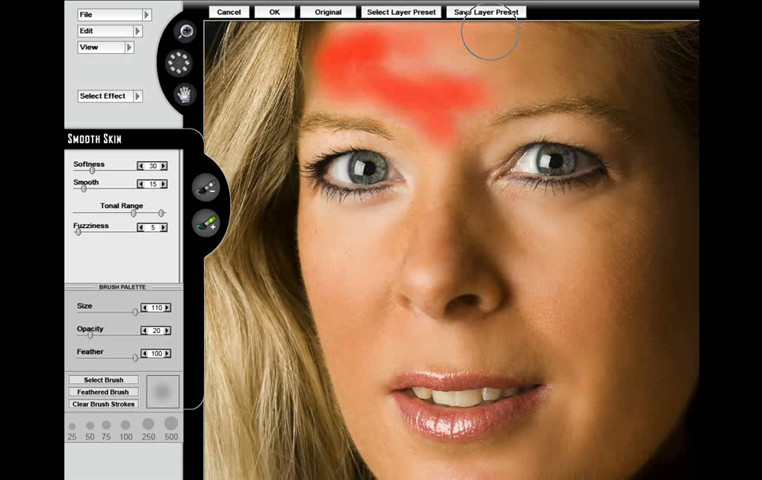 File
Edit
View
Select Effect
Cancel
OK
Original
Select Layer Preset
Save Layer Preset
SMOOTH SKIN
Softness 30
Smooth 15
Tonal Range
Fuzziness 5
BRUSH PALETTE
Size 110
Opacity 20
Feather 100
Select Brush
Feathered Brush
Clear Brush Strokes
25 50 75 100 250 500